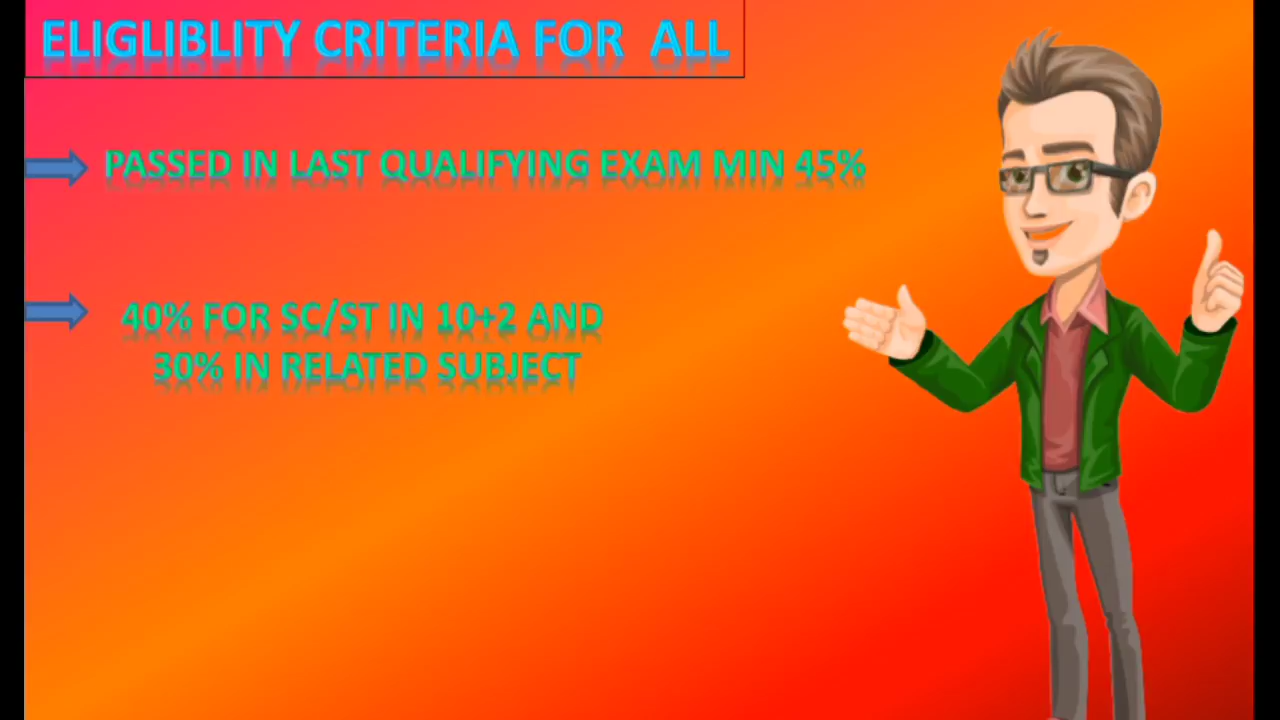 ELIGLIBLITY CRITERIA FOR ALL
PASSED IN LAST QUALIFYING EXAM MIN 45%
40% FOR SC/ST IN 10+2 AND
30% IN RELATED SUBJECT